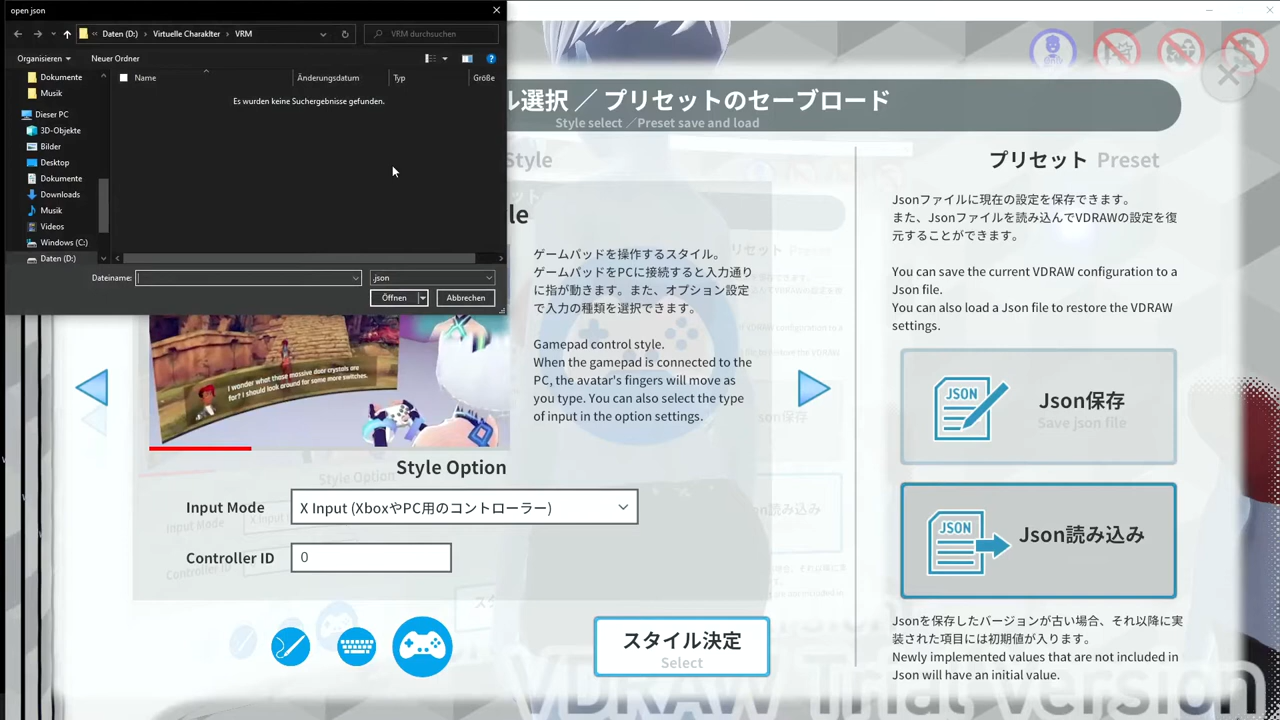 open json
Daten (D:) > Virtuelle Charakter > VRM
VRM durchsuchen
Organisieren
Neuer Ordner
Name
Änderungsdatum
Typ
Größe
Es wurden keine Suchergebnisse gefunden.
Dokumente
Musik
Dieser PC
3D-Objekte
Bilder
Desktop
Dokumente
Downloads
Musik
Videos
Windows (C:)
Daten (D:)
Dateiname:
.json
Öffnen
Abbrechen
ル選択 ／ プリセットのセーブロード
Style select ／Preset save and load
Style
le
ゲームパッドを操作するスタイル。
ゲームパッドをPCに接続すると入力通り
に指が動きます。また、オプション設定
で入力の種類を選択できます。
Gamepad control style.
When the gamepad is connected to the
PC, the avatar's fingers will move as
you type. You can also select the type
of input in the option settings.
I wonder what those massive door crystals are
for? I should look around for some more switches.
Style Option
Input Mode
X Input (XboxやPC用のコントローラー)
Controller ID
0
スタイル決定
Select
プリセット Preset
Jsonファイルに現在の設定を保存できます。
また、Jsonファイルを読み込んでVDRAWの設定を復
元することができます。
You can save the current VDRAW configuration to a
Json file.
You can also load a Json file to restore the VDRAW
settings.
JSON
Json保存
Save json file
JSON
Json読み込み
Jsonを保存したバージョンが古い場合、それ以降に実
装された項目には初期値が入ります。
Newly implemented values that are not included in
Json will have an initial value.
VDRAW Trial version